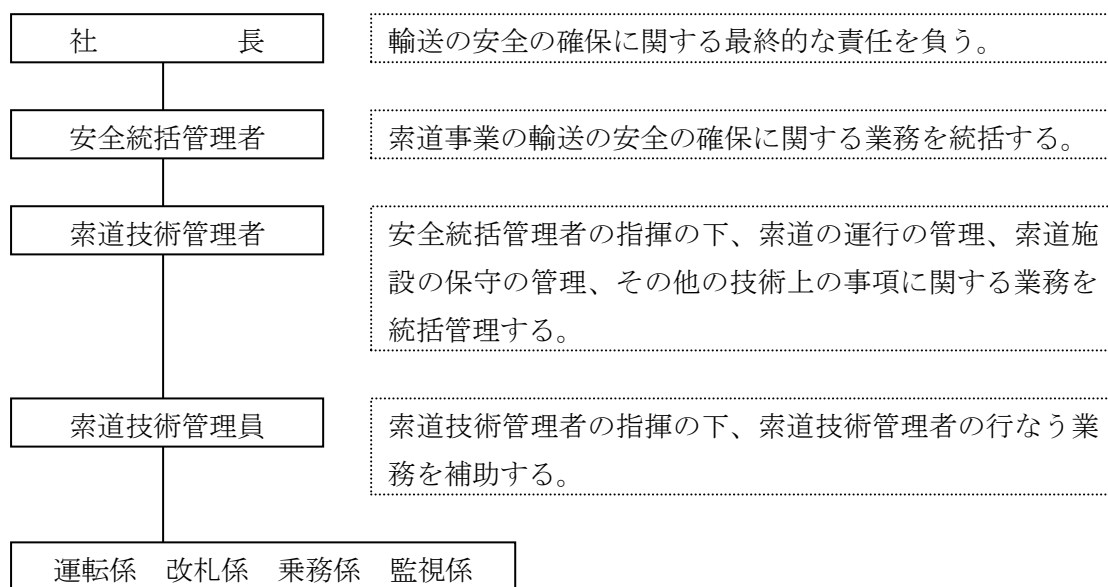 社　　　　　長
輸送の安全の確保に関する最終的な責任を負う。
安全統括管理者
索道事業の輸送の安全の確保に関する業務を統括する。
索道技術管理者
安全統括管理者の指揮の下、索道の運行の管理、索道施
設の保守の管理、その他の技術上の事項に関する業務を
統括管理する。
索道技術管理員
索道技術管理者の指揮の下、索道技術管理者の行なう業
務を補助する。
運転係　改札係　乗務係　監視係